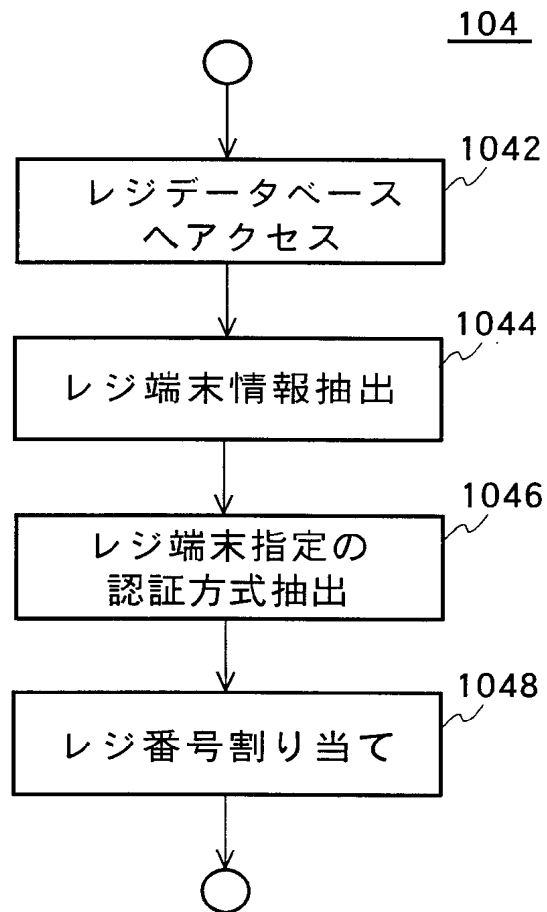 104
1042
レジデータベース
へアクセス
1044
レジ端末情報抽出
1046
レジ端末指定の
認証方式抽出
1048
レジ番号割り当て